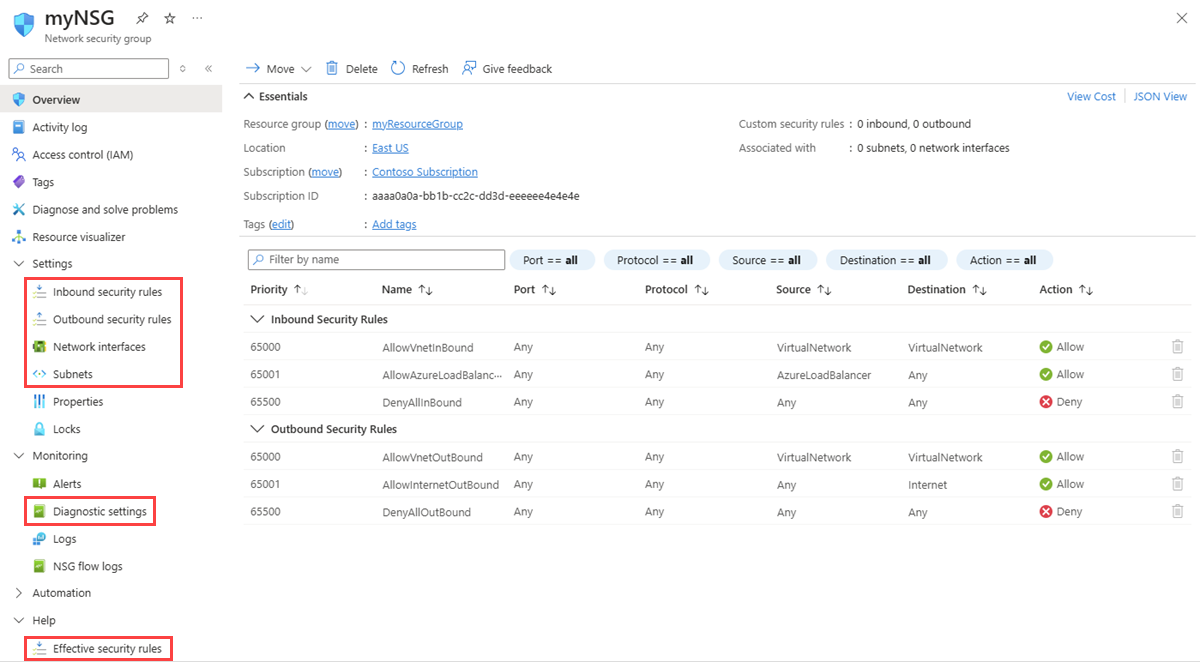 myNSG ...
Network security group
Search
Overview
Activity log
Access control (IAM)
Tags
Diagnose and solve problems
Resource visualizer
Settings
Inbound security rules
Outbound security rules
Network interfaces
Subnets
Properties
Locks
Monitoring
Alerts
Diagnostic settings
Logs
NSG flow logs
Automation
Help
Effective security rules
Move Delete Refresh Give feedback
Essentials View Cost JSON View
Resource group (move) : myResourceGroup Custom security rules : 0 inbound, 0 outbound
Location : East US Associated with : 0 subnets, 0 network interfaces
Subscription (move) : Contoso Subscription
Subscription ID : aaaa0a0a-bb1b-cc2c-dd3d-eeeeee4e4e4e
Tags (edit) : Add tags
Filter by name Port == all Protocol == all Source == all Destination == all Action == all
Priority ↑↓ Name ↑↓ Port ↑↓ Protocol ↑↓ Source ↑↓ Destination ↑↓ Action ↑↓
Inbound Security Rules
65000 AllowVnetInBound Any Any VirtualNetwork VirtualNetwork Allow
65001 AllowAzureLoadBalanc... Any Any AzureLoadBalancer Any Allow
65500 DenyAllInBound Any Any Any Any Deny
Outbound Security Rules
65000 AllowVnetOutBound Any Any VirtualNetwork VirtualNetwork Allow
65001 AllowInternetOutBound Any Any Any Internet Allow
65500 DenyAllOutBound Any Any Any Any Deny